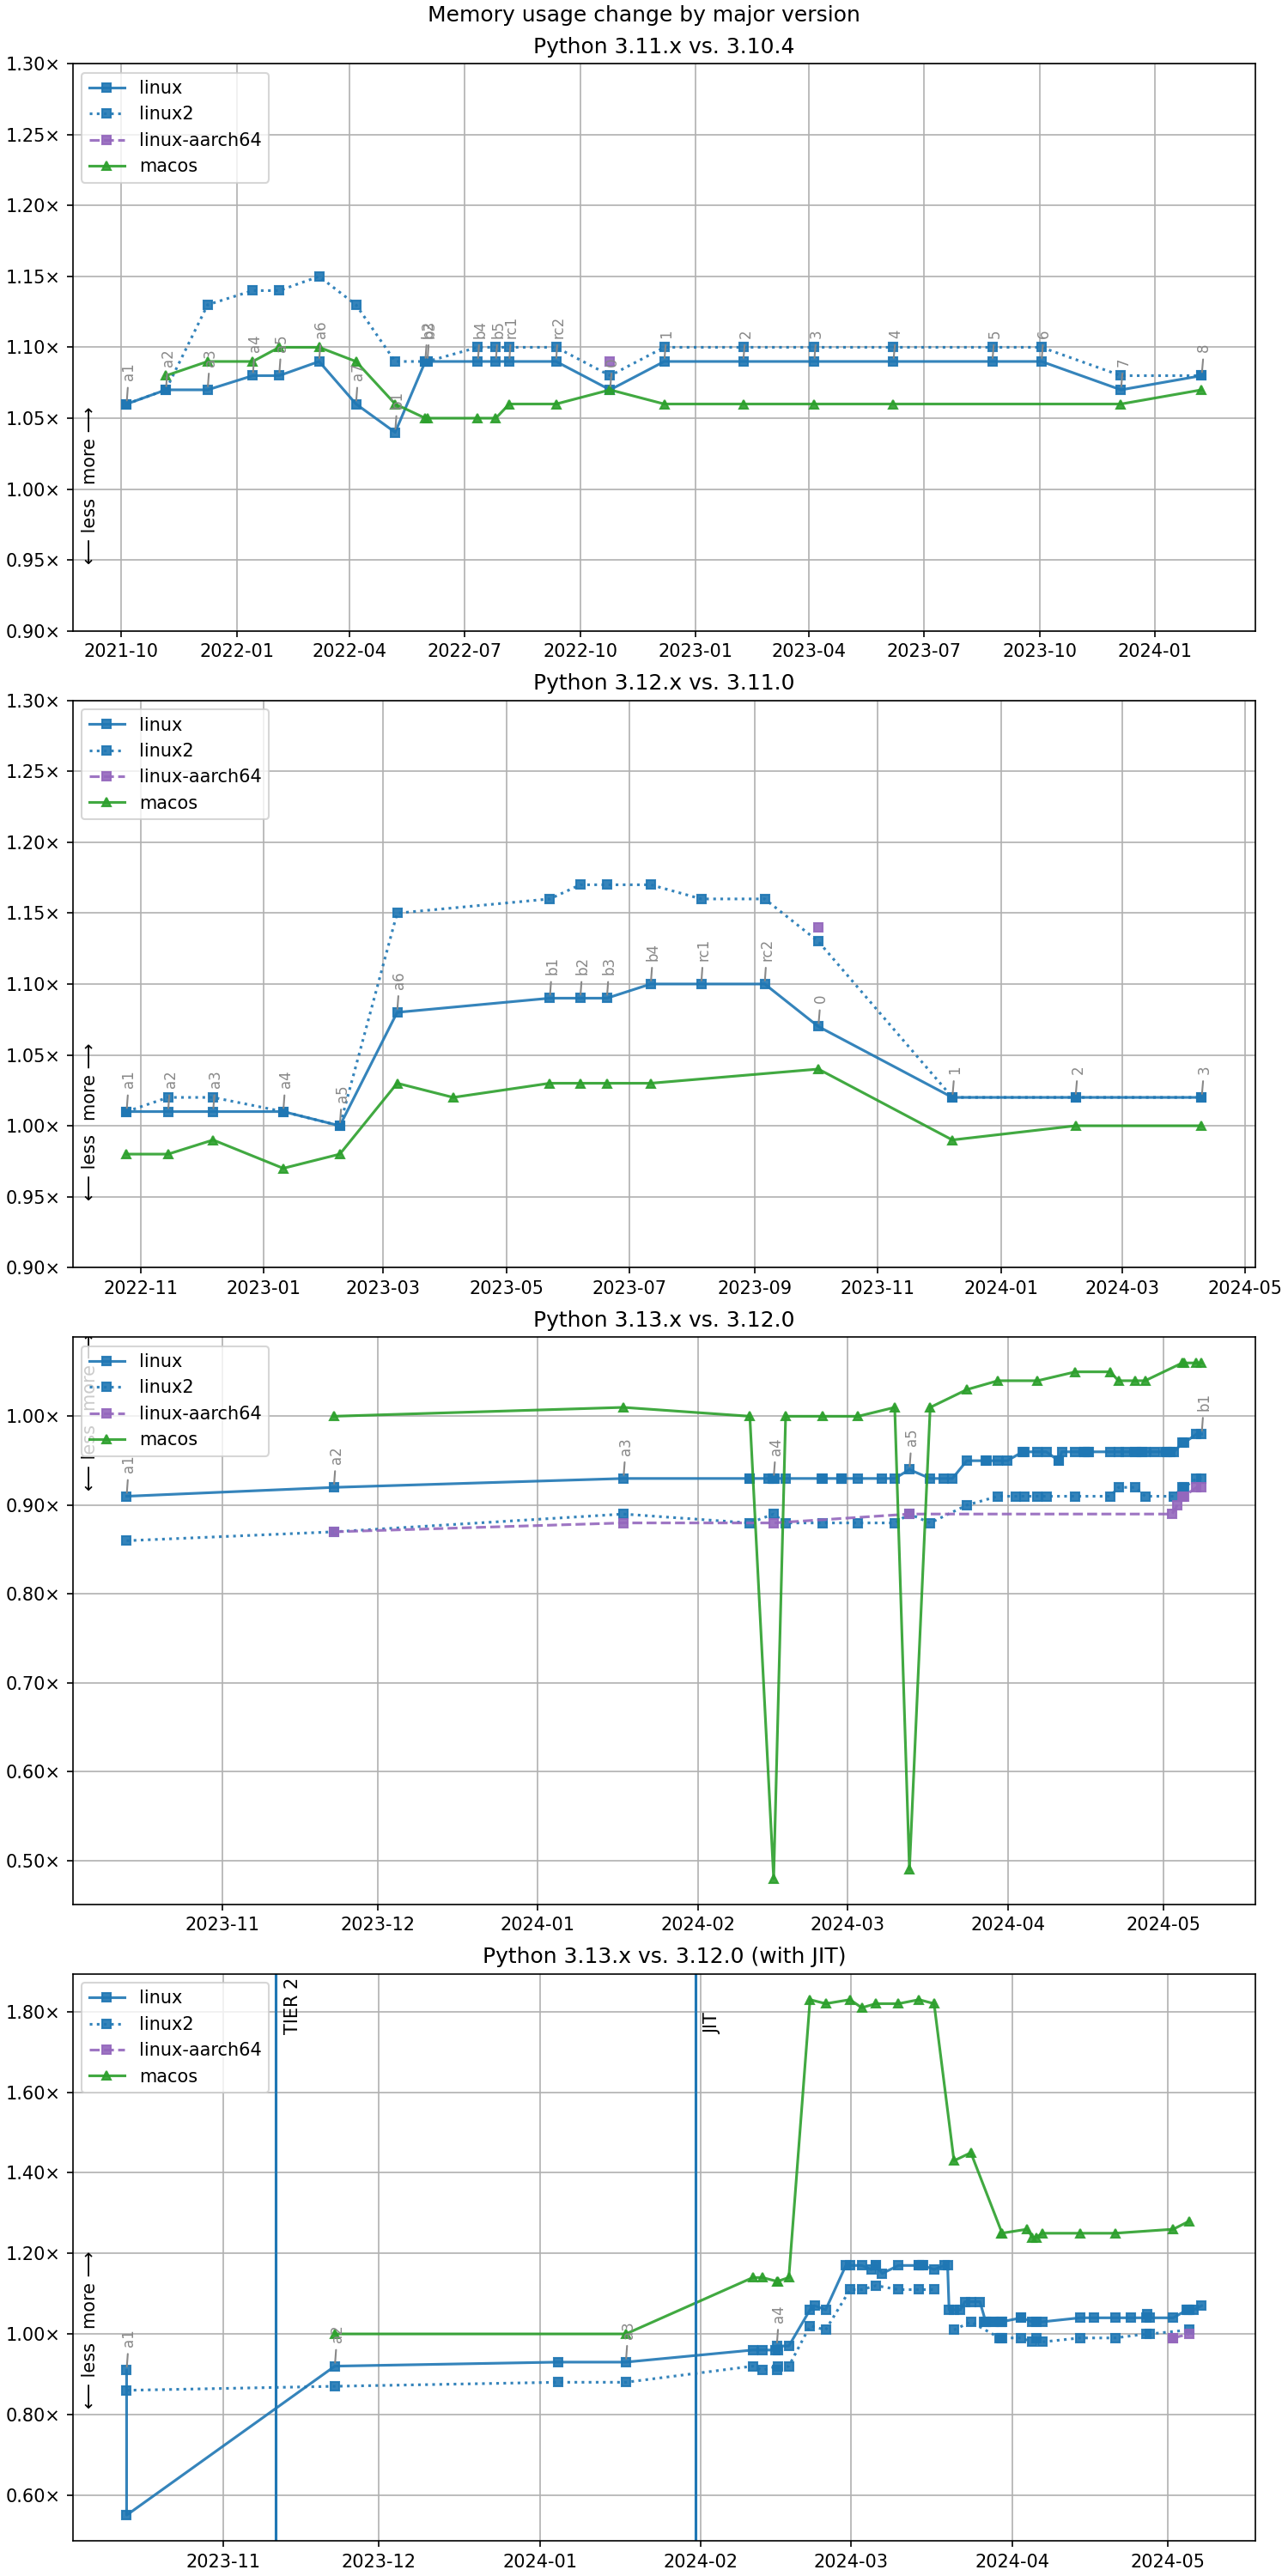 Memory usage change by major version
Python 3.11.x vs. 3.10.4
1.30×
1.25×
1.20×
1.15×
1.10×
1.05×
1.00×
0.95×
0.90×
linux
linux2
linux-aarch64
macos
⟵ less more ⟶
a1
a2
a3
a4
a5
a6
a7
b4
b5
rc1
rc2
1
2
3
4
5
6
7
8
2021-10 2022-01 2022-04 2022-07 2022-10 2023-01 2023-04 2023-07 2023-10 2024-01
Python 3.12.x vs. 3.11.0
1.30×
1.25×
1.20×
1.15×
1.10×
1.05×
1.00×
0.95×
0.90×
linux
linux2
linux-aarch64
macos
⟵ less more ⟶
a1
a2
a3
a4
a5
a6
b1
b2
b3
b4
rc1
rc2
0
1
2
3
2022-11 2023-01 2023-03 2023-05 2023-07 2023-09 2023-11 2024-01 2024-03 2024-05
Python 3.13.x vs. 3.12.0
1.00×
0.90×
0.80×
0.70×
0.60×
0.50×
linux
linux2
linux-aarch64
macos
⟵ less more ⟶
a1
a2
a3
a4
a5
b1
2023-11 2023-12 2024-01 2024-02 2024-03 2024-04 2024-05
Python 3.13.x vs. 3.12.0 (with JIT)
1.80×
1.60×
1.40×
1.20×
1.00×
0.80×
0.60×
linux
linux2
linux-aarch64
macos
TIER 2
JIT
⟵ less more ⟶
a1
a2
a3
a4
2023-11 2023-12 2024-01 2024-02 2024-03 2024-04 2024-05